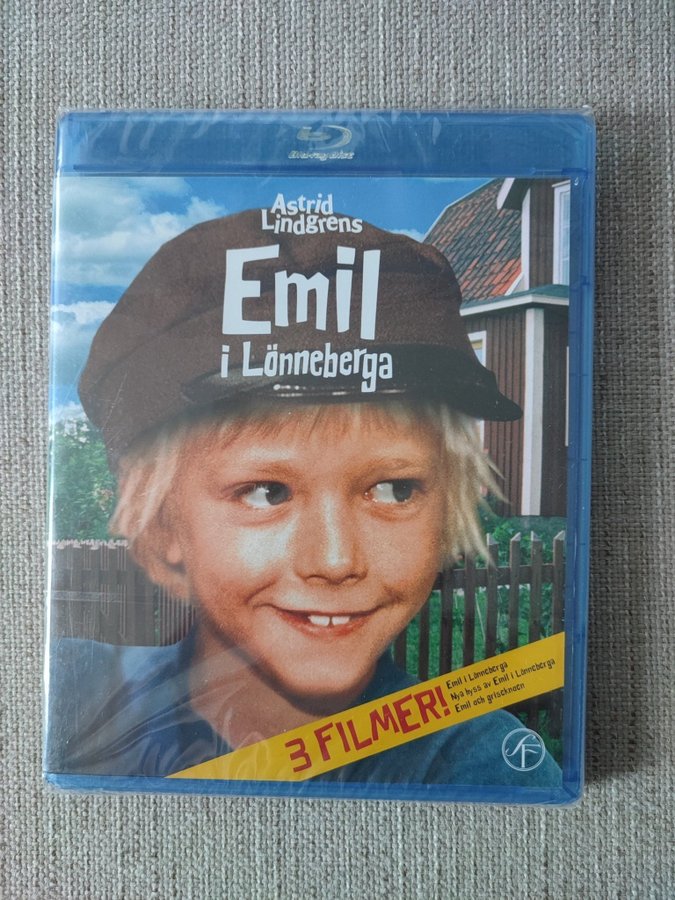 Blu-ray Disc
Astrid
Lindgrens
Emil
i Lönneberga
3 FILMER!
Emil i Lönneberga
Nya hyss av Emil i Lönneberga
Emil och griseknoen
SF